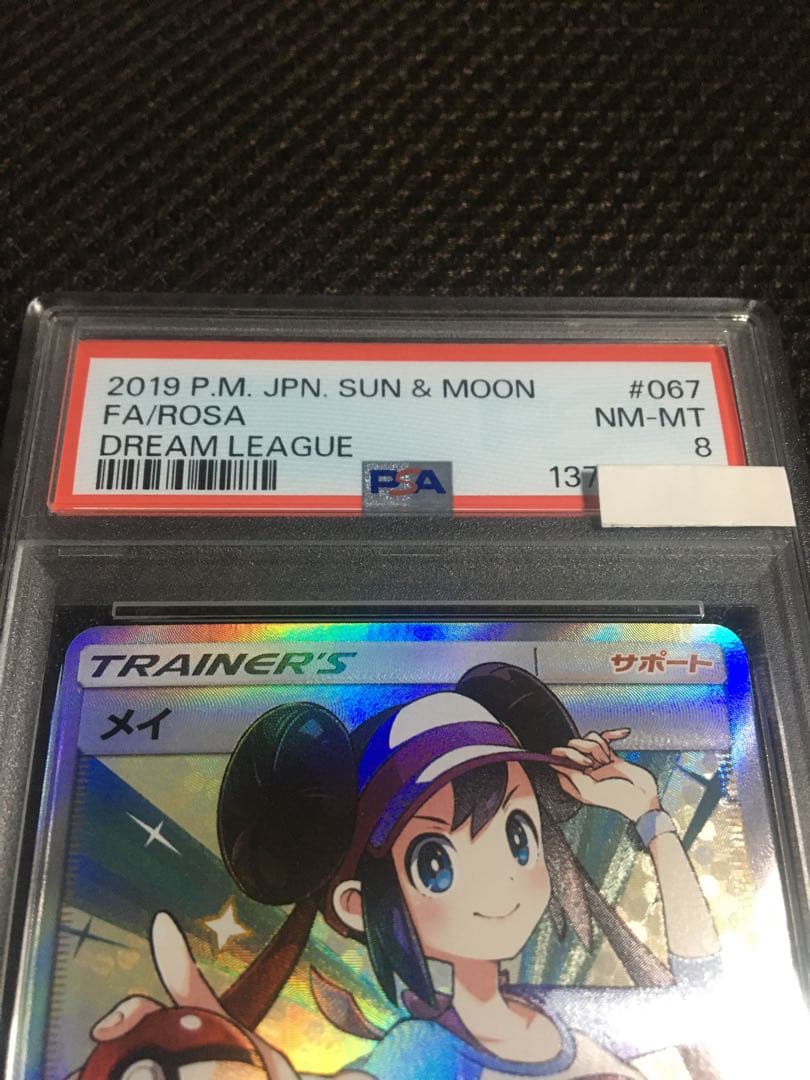 2019 P.M. JPN. SUN & MOON #067
FA/ROSA NM-MT
DREAM LEAGUE 8
PSA 137
TRAINER'S サポート
メイ